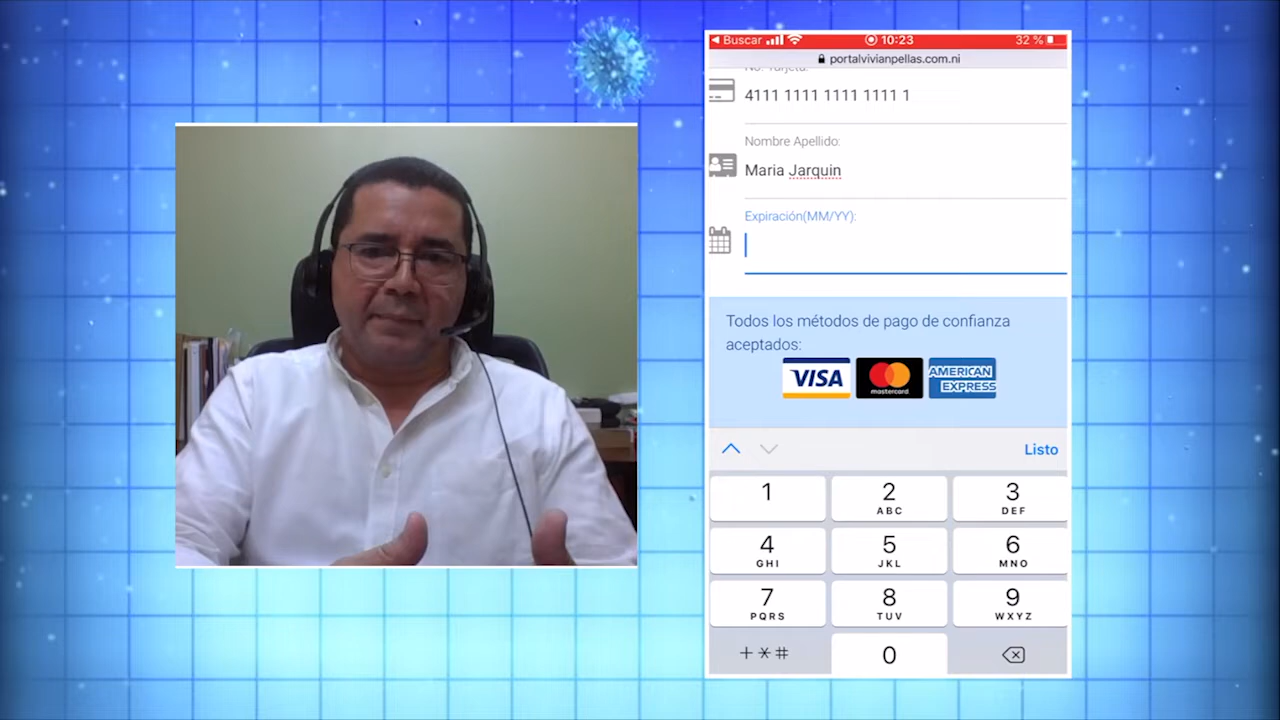 Buscar 10:23 32 %
portalvivianpellas.com.ni
No. Tarjeta:
4111 1111 1111 1111 1
Nombre Apellido:
Maria Jarquin
Expiración(MM/YY):
Todos los métodos de pago de confianza
aceptados:
VISA mastercard AMERICAN EXPRESS
Listo
1 2 ABC 3 DEF
4 GHI 5 JKL 6 MNO
7 PQRS 8 TUV 9 WXYZ
+*# 0